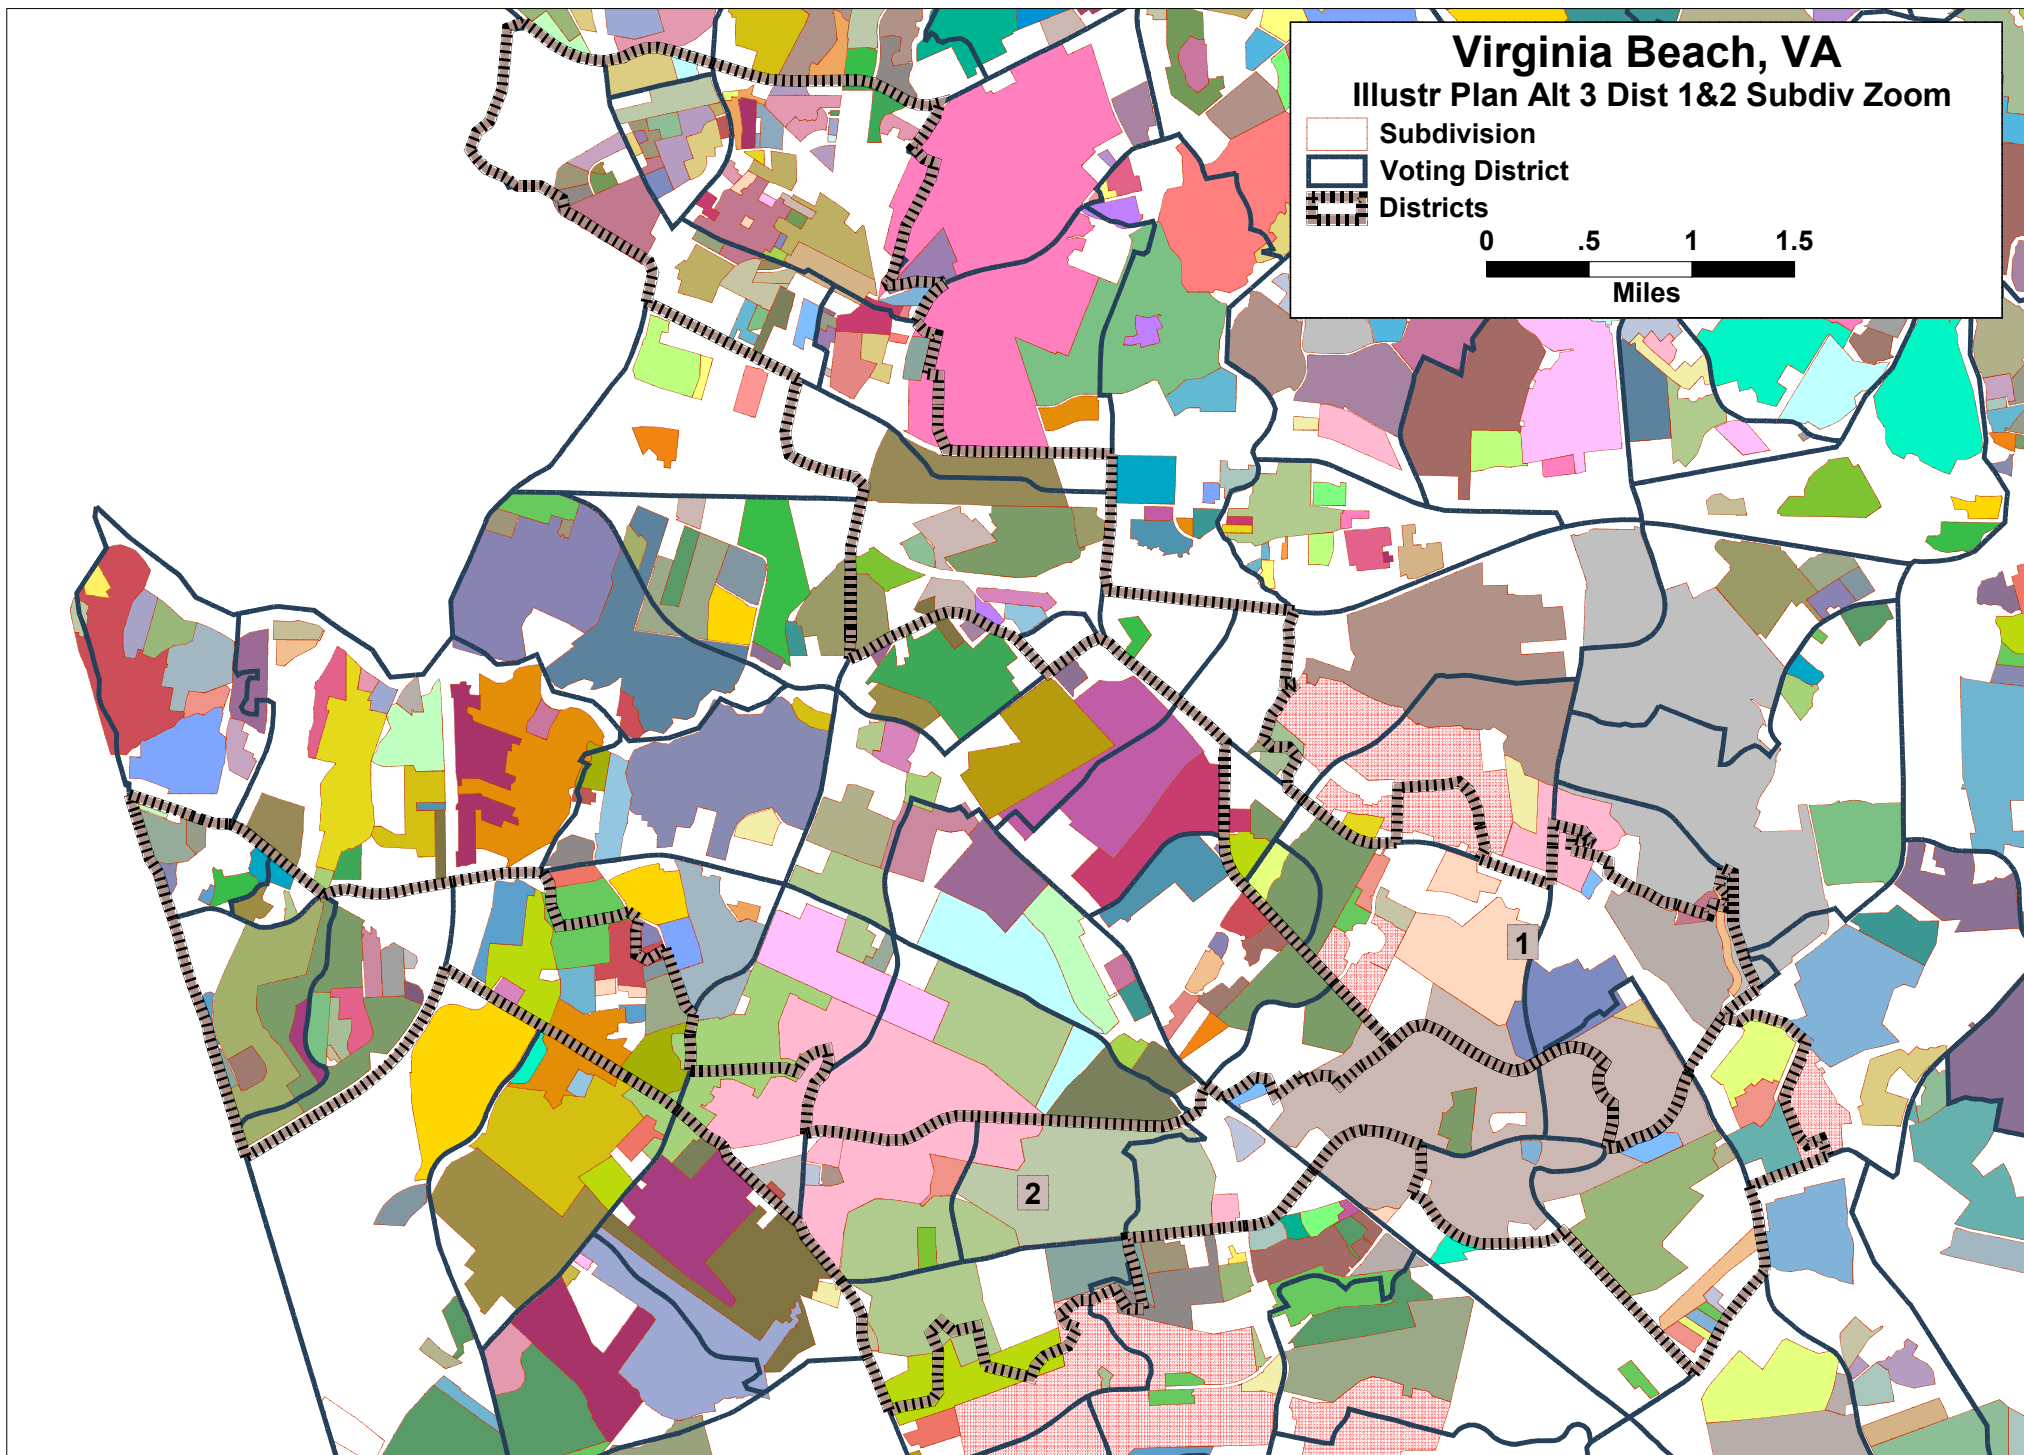 Virginia Beach, VA
Illustr Plan Alt 3 Dist 1&2 Subdiv Zoom
Subdivision
Voting District
Districts
0 .5 1 1.5
Miles
1
2